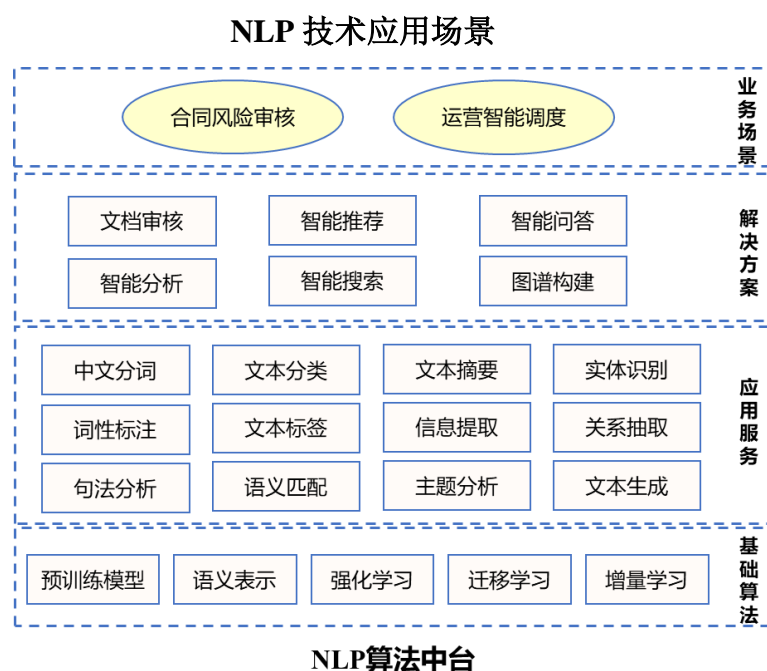 NLP 技术应用场景
合同风险审核 运营智能调度
业务场景
文档审核 智能推荐 智能问答
智能分析 智能搜索 图谱构建
解决方案
中文分词 文本分类 文本摘要 实体识别
词性标注 文本标签 信息提取 关系抽取
句法分析 语义匹配 主题分析 文本生成
应用服务
预训练模型 语义表示 强化学习 迁移学习 增量学习
基础算法
NLP算法中台